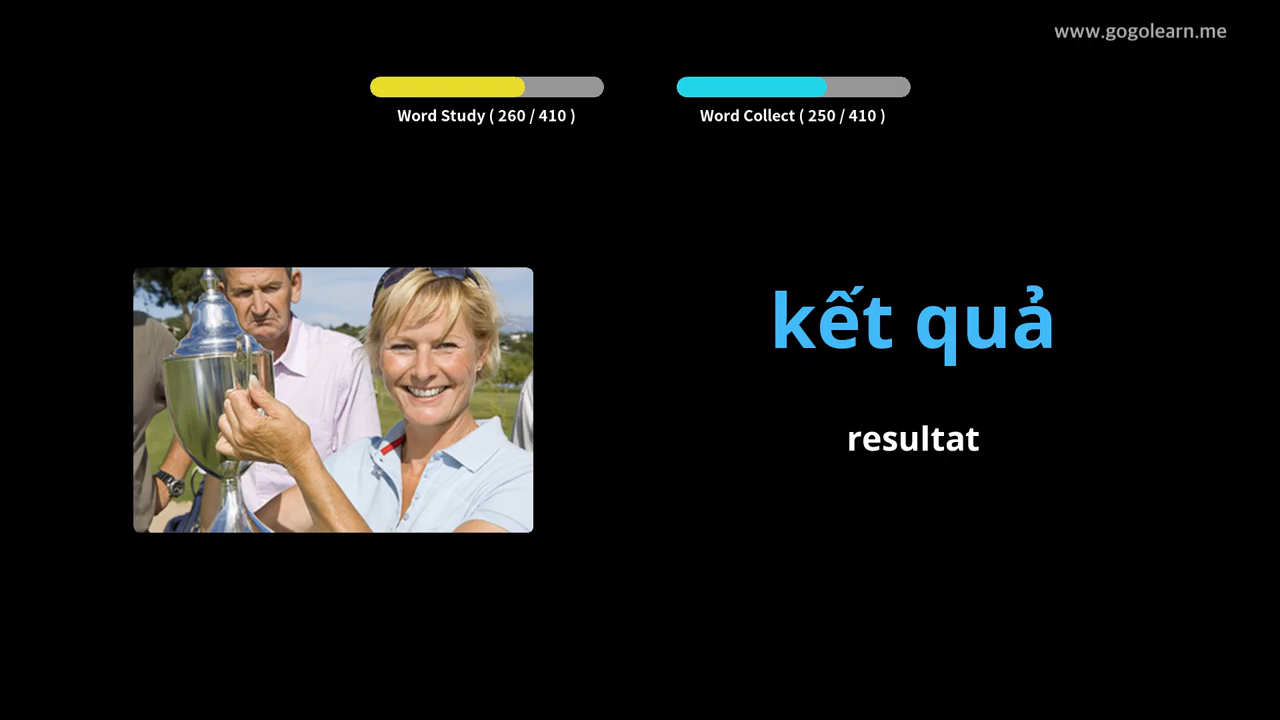 www.gogolearn.me
Word Study ( 260 / 410 )
Word Collect ( 250 / 410 )
kết quả
resultat